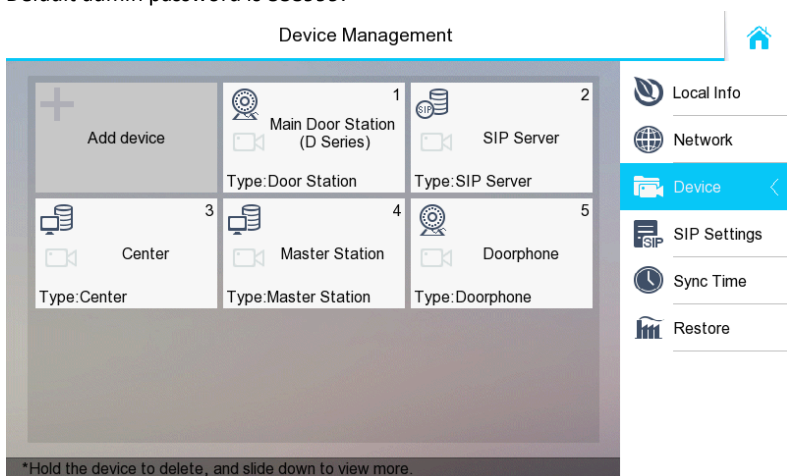 Device Management
Add device
1
Main Door Station
(D Series)
Type:Door Station
2
SIP
SIP Server
Type:SIP Server
3
Center
Type:Center
4
Master Station
Type:Master Station
5
Doorphone
Type:Doorphone
Local Info
Network
Device
SIP
SIP Settings
Sync Time
Restore
*Hold the device to delete, and slide down to view more.